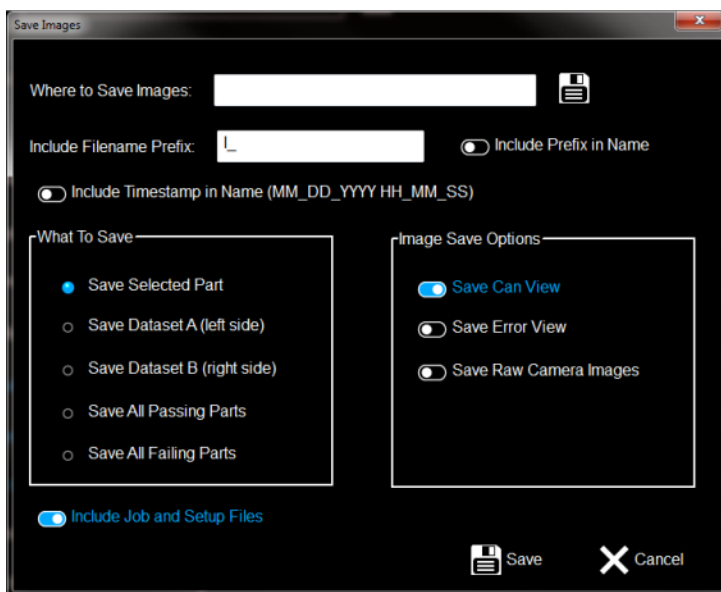 Save Images
Where to Save Images:
Include Filename Prefix: |_ Include Prefix in Name
Include Timestamp in Name (MM_DD_YYYY HH_MM_SS)
What To Save
Save Selected Part
Save Dataset A (left side)
Save Dataset B (right side)
Save All Passing Parts
Save All Failing Parts
Image Save Options
Save Can View
Save Error View
Save Raw Camera Images
Include Job and Setup Files
Save Cancel